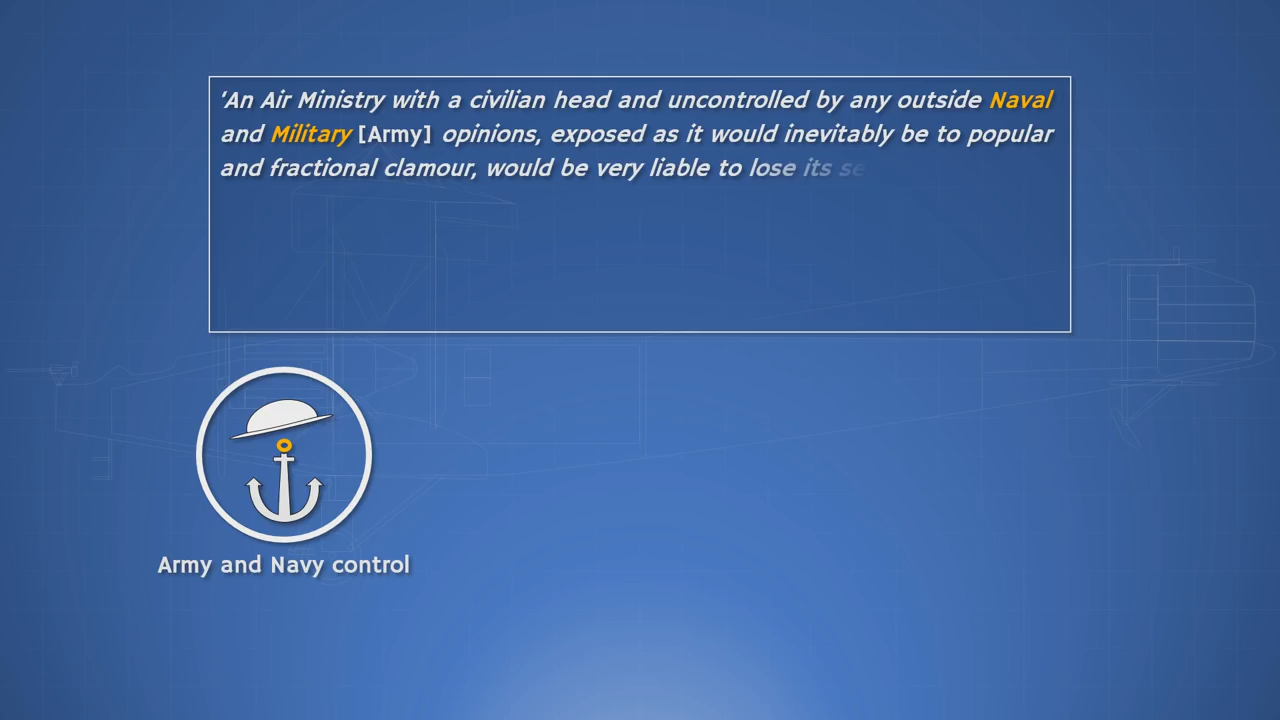 'An Air Ministry with a civilian head and uncontrolled by any outside Naval
and Military [Army] opinions, exposed as it would inevitably be to popular
and fractional clamour, would be very liable to lose its
Army and Navy control